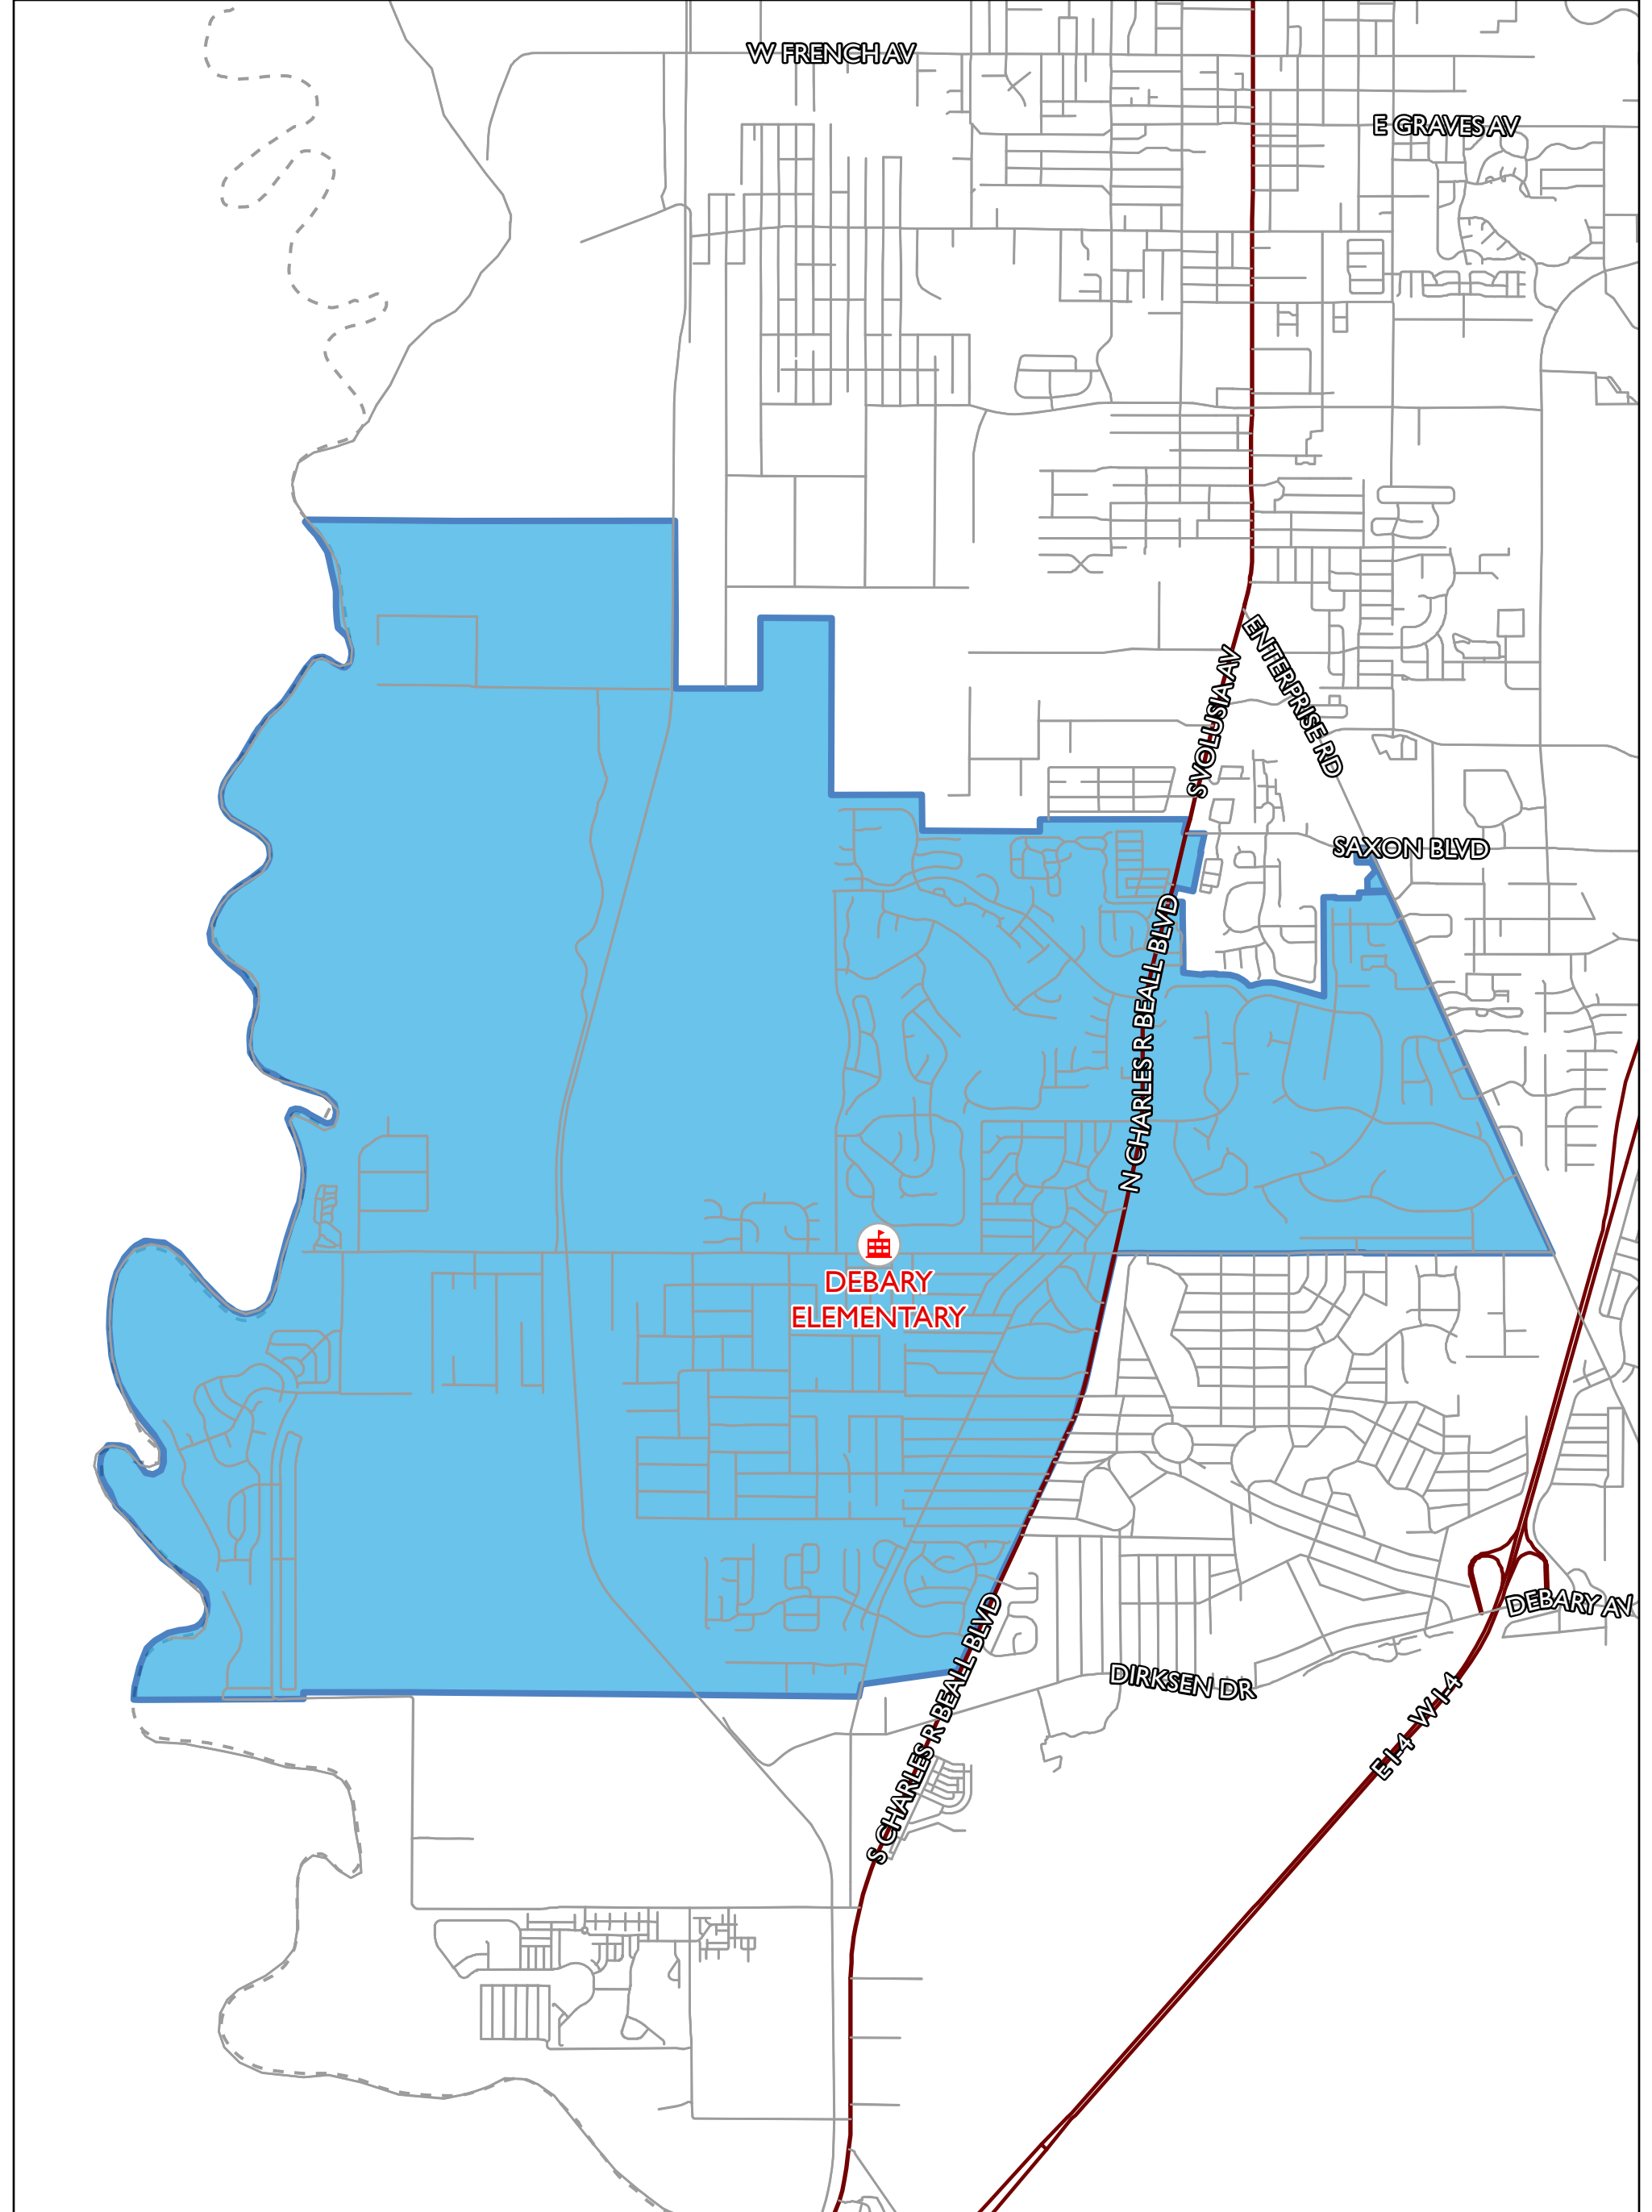 W FRENCH AV
E GRAVES AV
ENTERPRISE RD
S VOLUSIA AV
SAXON BLVD
N CHARLES R BEALL BLVD
DEBARY
ELEMENTARY
DEBARY AV
S CHARLES R BEALL BLVD
DIRKSEN DR
E I-4 W I-4